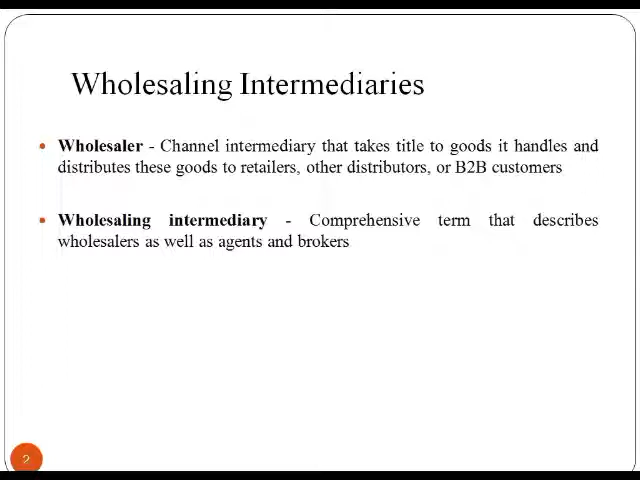 Wholesaling Intermediaries
Wholesaler - Channel intermediary that takes title to goods it handles and
distributes these goods to retailers, other distributors, or B2B customers
Wholesaling intermediary - Comprehensive term that describes
wholesalers as well as agents and brokers
2